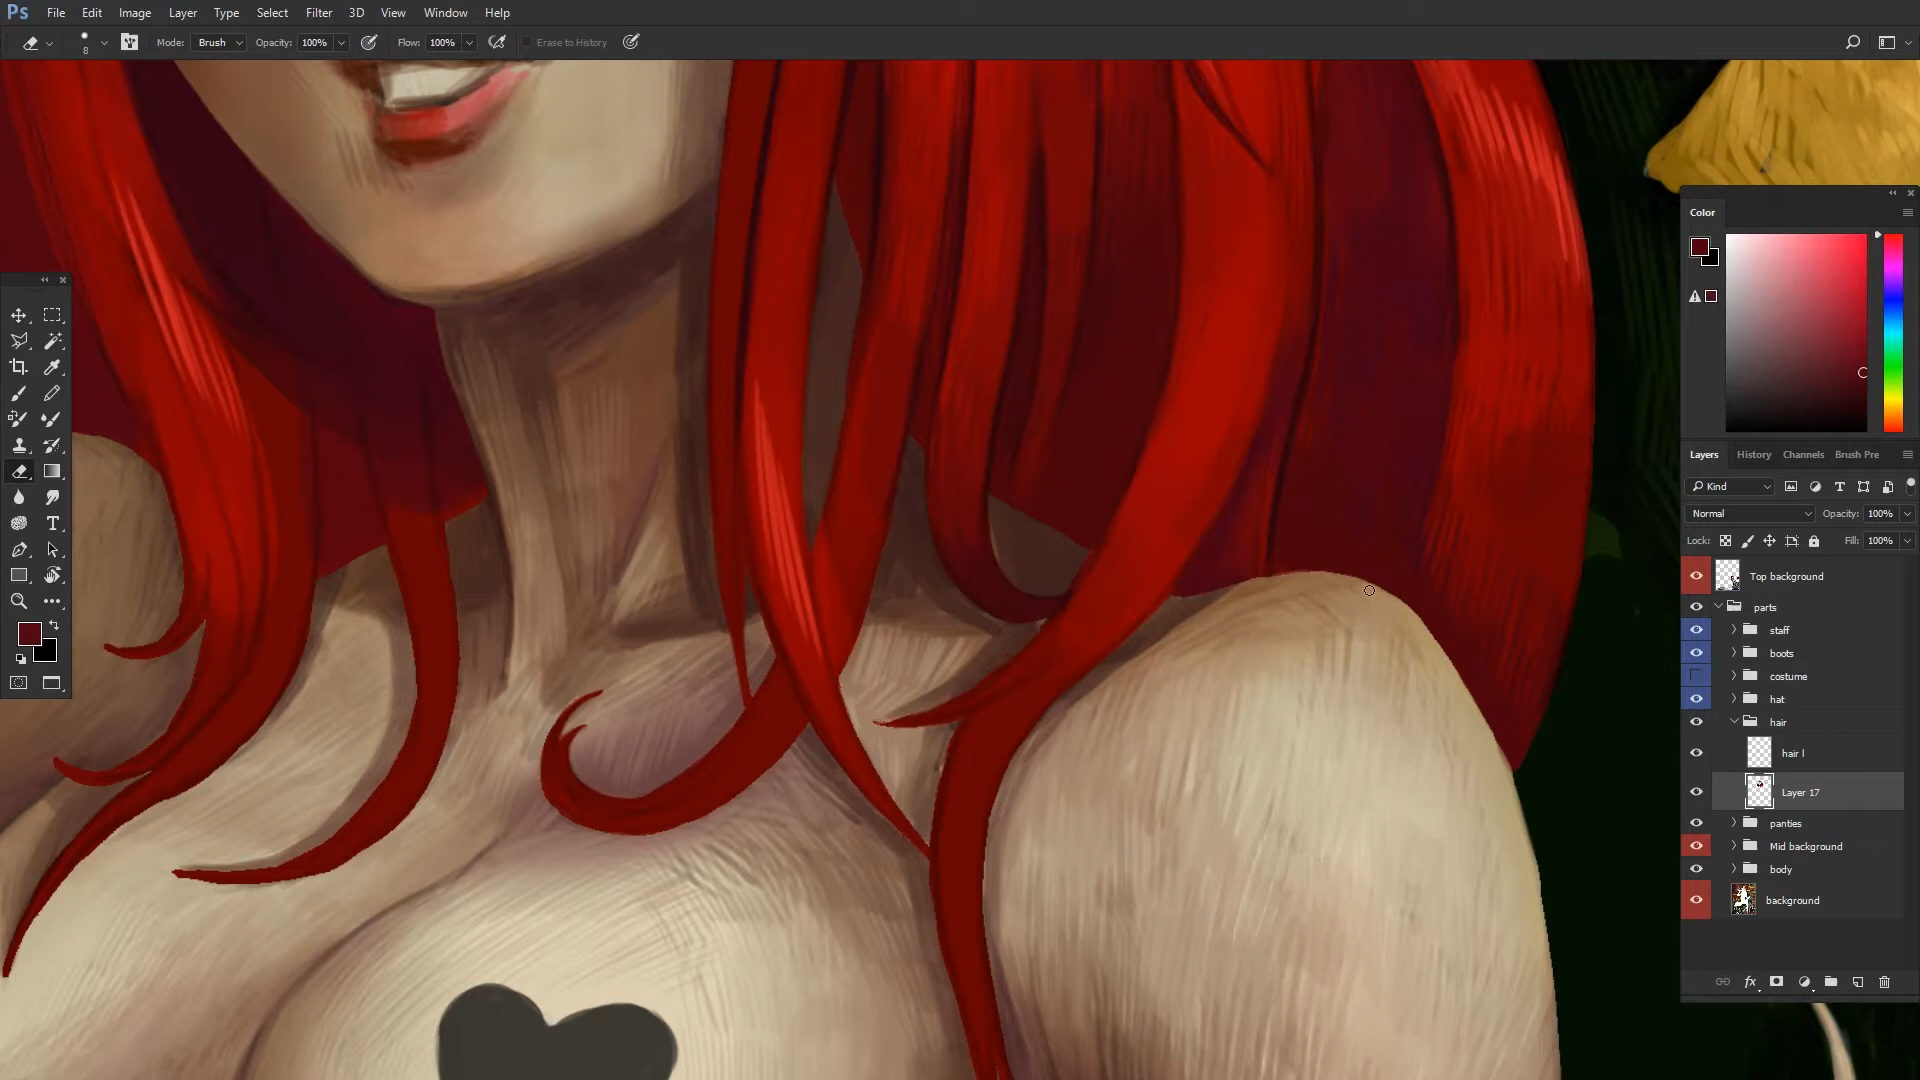 Ps File Edit Image Layer Type Select Filter 3D View Window Help
8 Mode: Brush Opacity: 100% Flow: 100% Erase to History
Color
Layers History Channels Brush Pre
Kind
Normal Opacity: 100%
Lock: Fill: 100%
Top background
parts
staff
boots
costume
hat
hair
hair l
Layer 17
panties
Mid background
body
background
fx